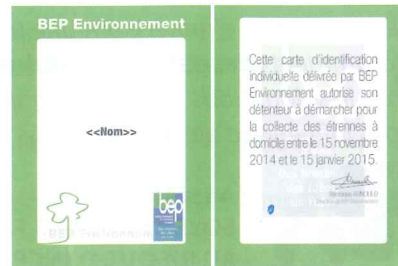 BEP Environnement
<<Nom>>
bep
Cette carte d'identification
individuelle délivrée par BEP
Environnement autorise son
détenteur à démarcher pour
la collecte des étrennes à
domicile entre le 15 novembre
2014 et le 15 janvier 2015.